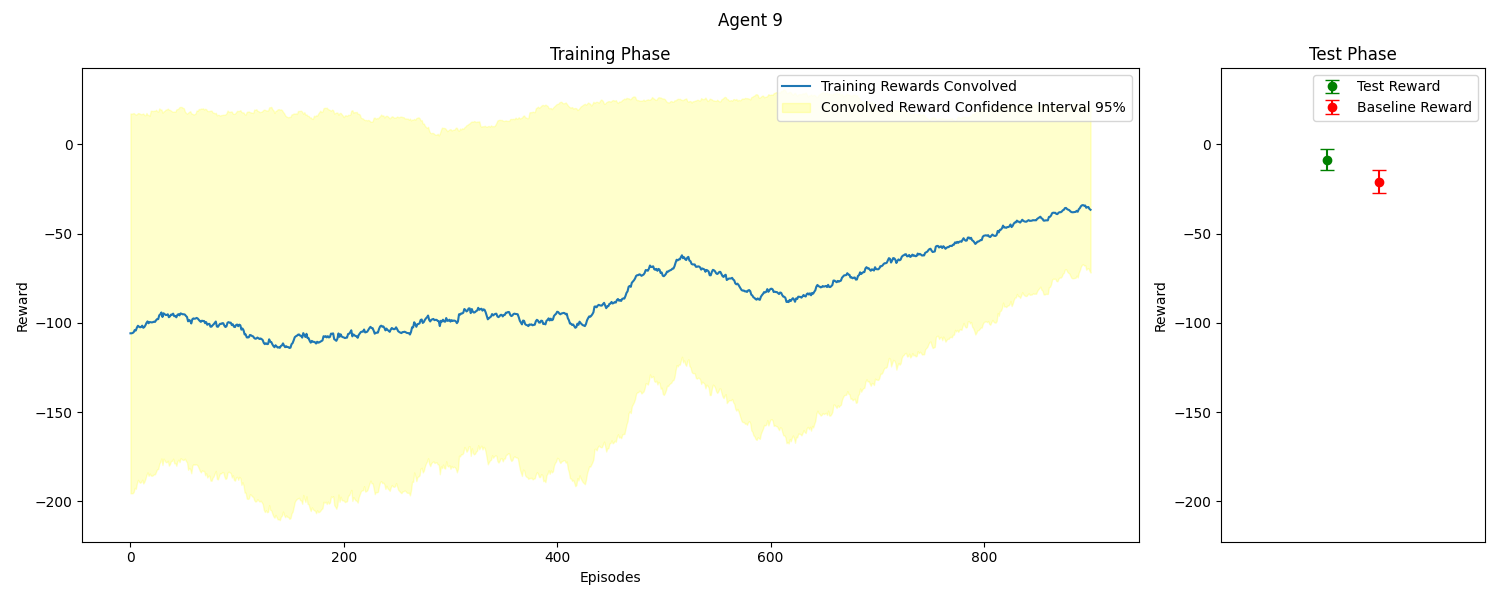 Agent 9
Training Phase
Training Rewards Convolved
Convolved Reward Confidence Interval 95%
0
−50
−100
−150
−200
Reward
0
200
400
600
800
Episodes
Test Phase
Test Reward
Baseline Reward
0
−50
−100
−150
−200
Reward